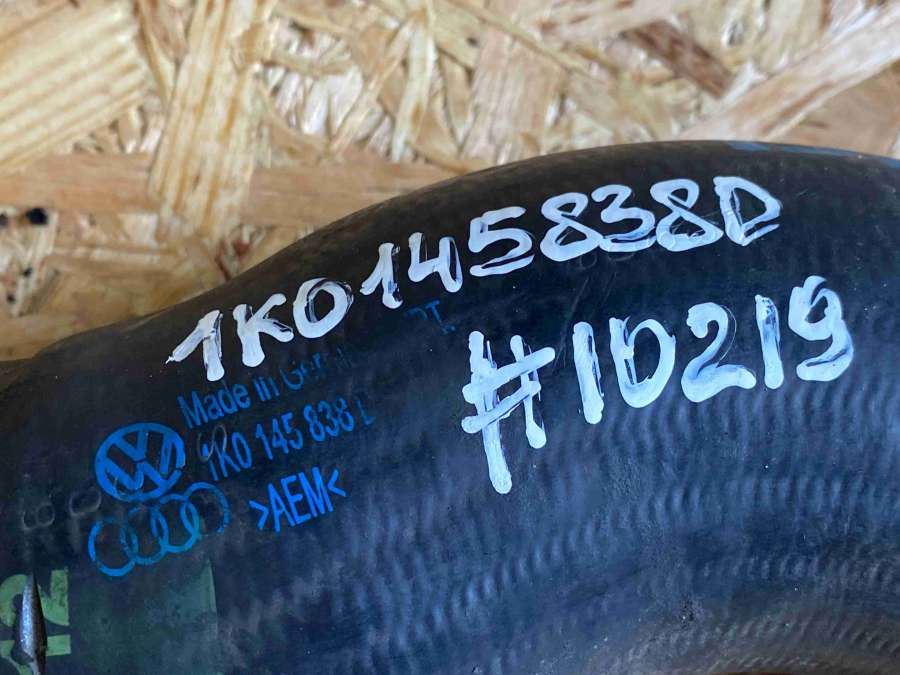 1K0145838D
#10219
Made in Ger
1K0 145 838
>AEM<